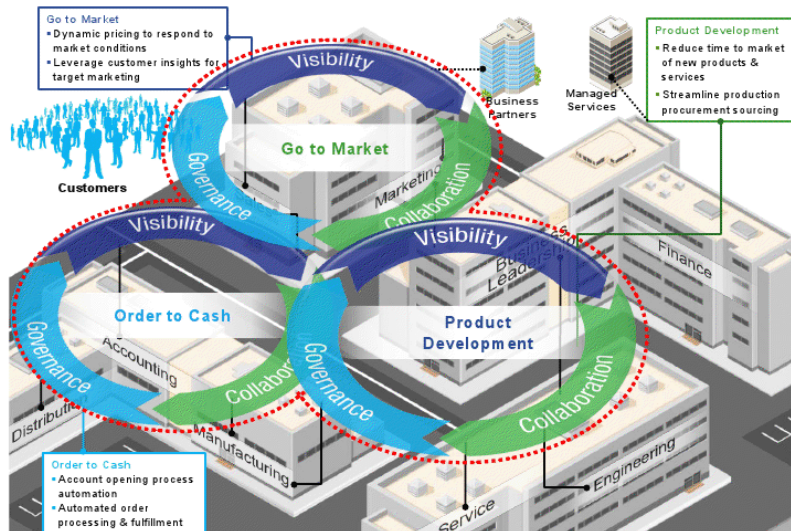 Go to Market
▪ Dynamic pricing to respond to
market conditions
▪ Leverage customer insights for
target marketing
Product Development
▪ Reduce time to market
of new products &
services
▪ Streamline production
procurement sourcing
Business
Partners
Managed
Services
Customers
Visibility
Governance
Collaboration
Go to Market
Marketing
Visibility
Governance
Collaboration
Order to Cash
Visibility
Governance
Collaboration
Product
Development
Business
Leadership
Finance
Accounting
Manufacturing
Service
Engineering
Order to Cash
▪ Account opening process
automation
▪ Automated order
processing & fulfillment